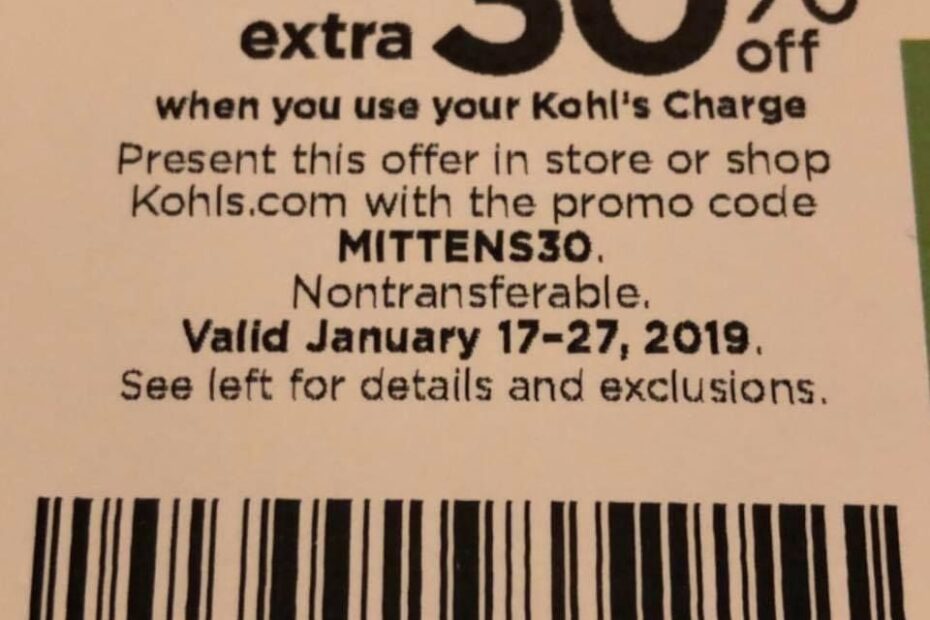 extra 30% off
when you use your Kohl's Charge
Present this offer in store or shop
Kohls.com with the promo code
MITTENS30.
Nontransferable.
Valid January 17-27, 2019.
See left for details and exclusions.